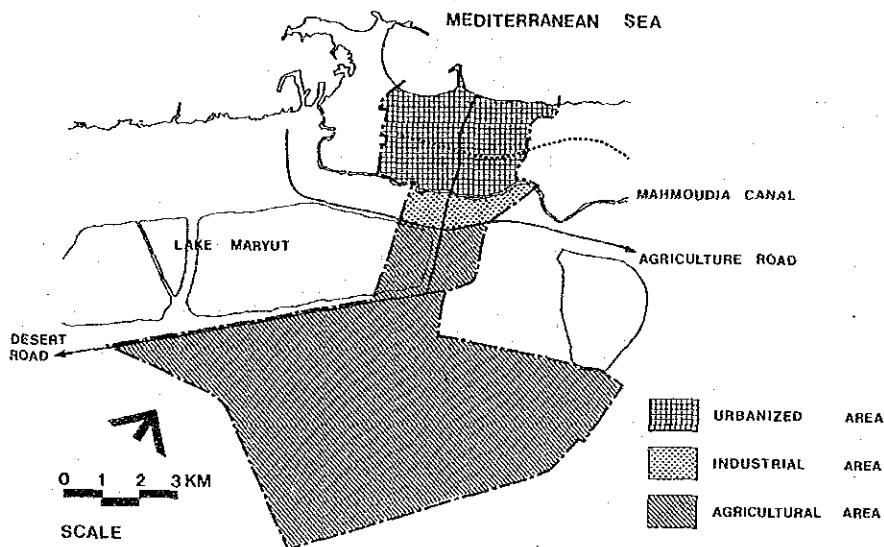 MEDITERRANEAN SEA
MAHMOUDIA CANAL
LAKE MARYUT
AGRICULTURE ROAD
DESERT
ROAD
URBANIZED AREA
0 1 2 3 KM
INDUSTRIAL AREA
SCALE
AGRICULTURAL AREA